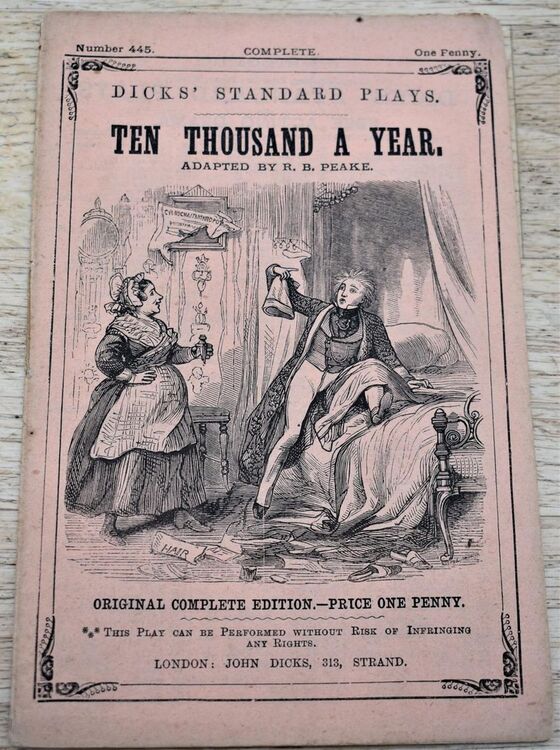 Number 445. COMPLETE. One Penny.
DICKS' STANDARD PLAYS.
TEN THOUSAND A YEAR.
ADAPTED BY R. B. PEAKE.
HAIR
ORIGINAL COMPLETE EDITION.—PRICE ONE PENNY.
*** THIS PLAY CAN BE PERFORMED WITHOUT RISK OF INFRINGING
ANY RIGHTS.
LONDON: JOHN DICKS, 313, STRAND.